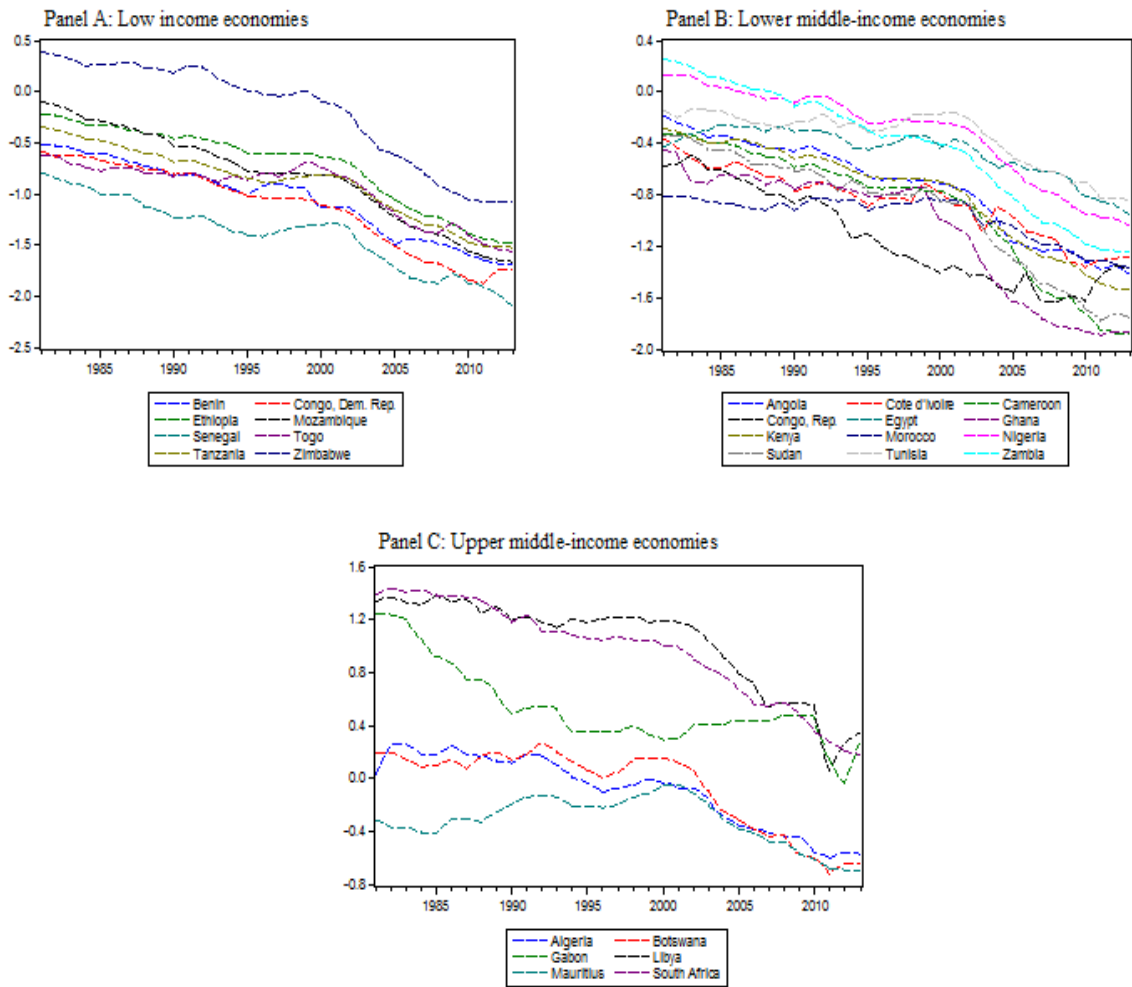 Panel A: Low income economies
0.5
0.0
-0.5
-1.0
-1.5
-2.0
-2.5
1985 1990 1995 2000 2005 2010
Benin Congo, Dem. Rep.
Ethiopia Mozambique
Senegal Togo
Tanzania Zimbabwe
Panel B: Lower middle-income economies
0.4
0.0
-0.4
-0.8
-1.2
-1.6
-2.0
1985 1990 1995 2000 2005 2010
Angola Cote d'Ivoire Cameroon
Congo, Rep. Egypt Ghana
Kenya Morocco Nigeria
Sudan Tunisia Zambia
Panel C: Upper middle-income economies
1.6
1.2
0.8
0.4
0.0
-0.4
-0.8
1985 1990 1995 2000 2005 2010
Algeria Botswana
Gabon Libya
Mauritius South Africa